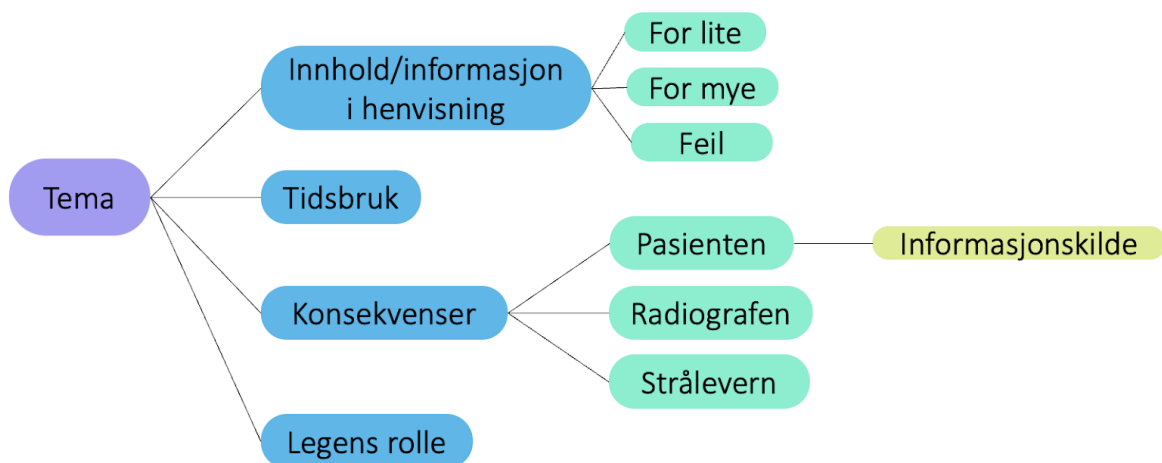 Tema
Innhold/informasjon
i henvisning
For lite
For mye
Feil
Tidsbruk
Konsekvenser
Pasienten
Informasjonskilde
Radiografen
Strålevern
Legens rolle